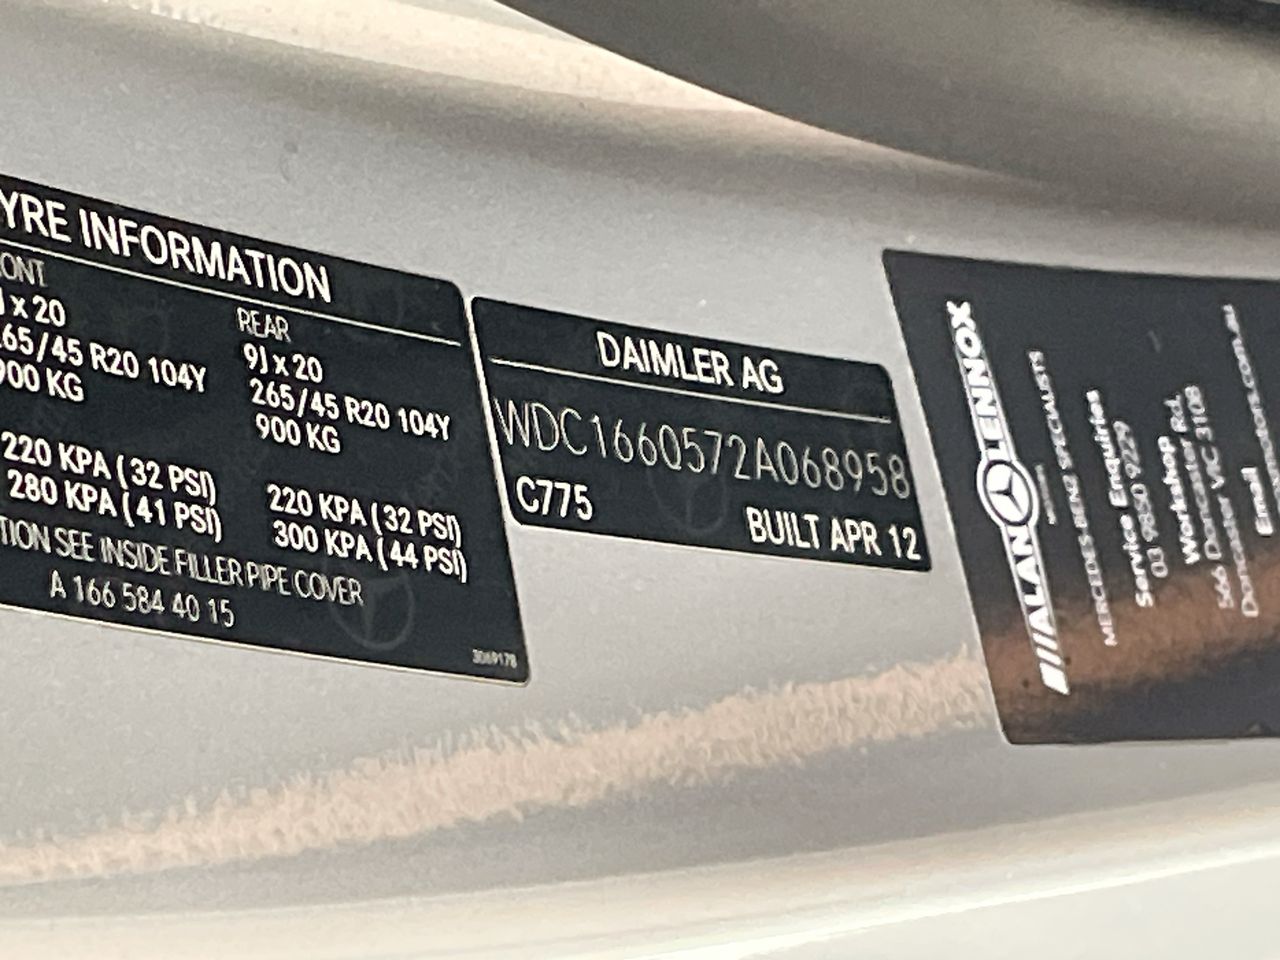 YRE INFORMATION
ONT
REAR
J x 20
9J x 20
265/45 R20 104Y
265/45 R20 104Y
900 KG
900 KG
220 KPA (32 PSI)
220 KPA (32 PSI)
280 KPA (41 PSI)
300 KPA (44 PSI)
TION SEE INSIDE FILLER PIPE COVER
A 166 584 40 15
3069178
DAIMLER AG
WDC1660572A068958
C775
BUILT APR 12
///ALAN LENNOX
MERCEDES-BENZ SPECIALISTS
Service Enquiries
03 9850 9229
Workshop
566 Doncaster Rd,
Doncaster VIC 3108
Email